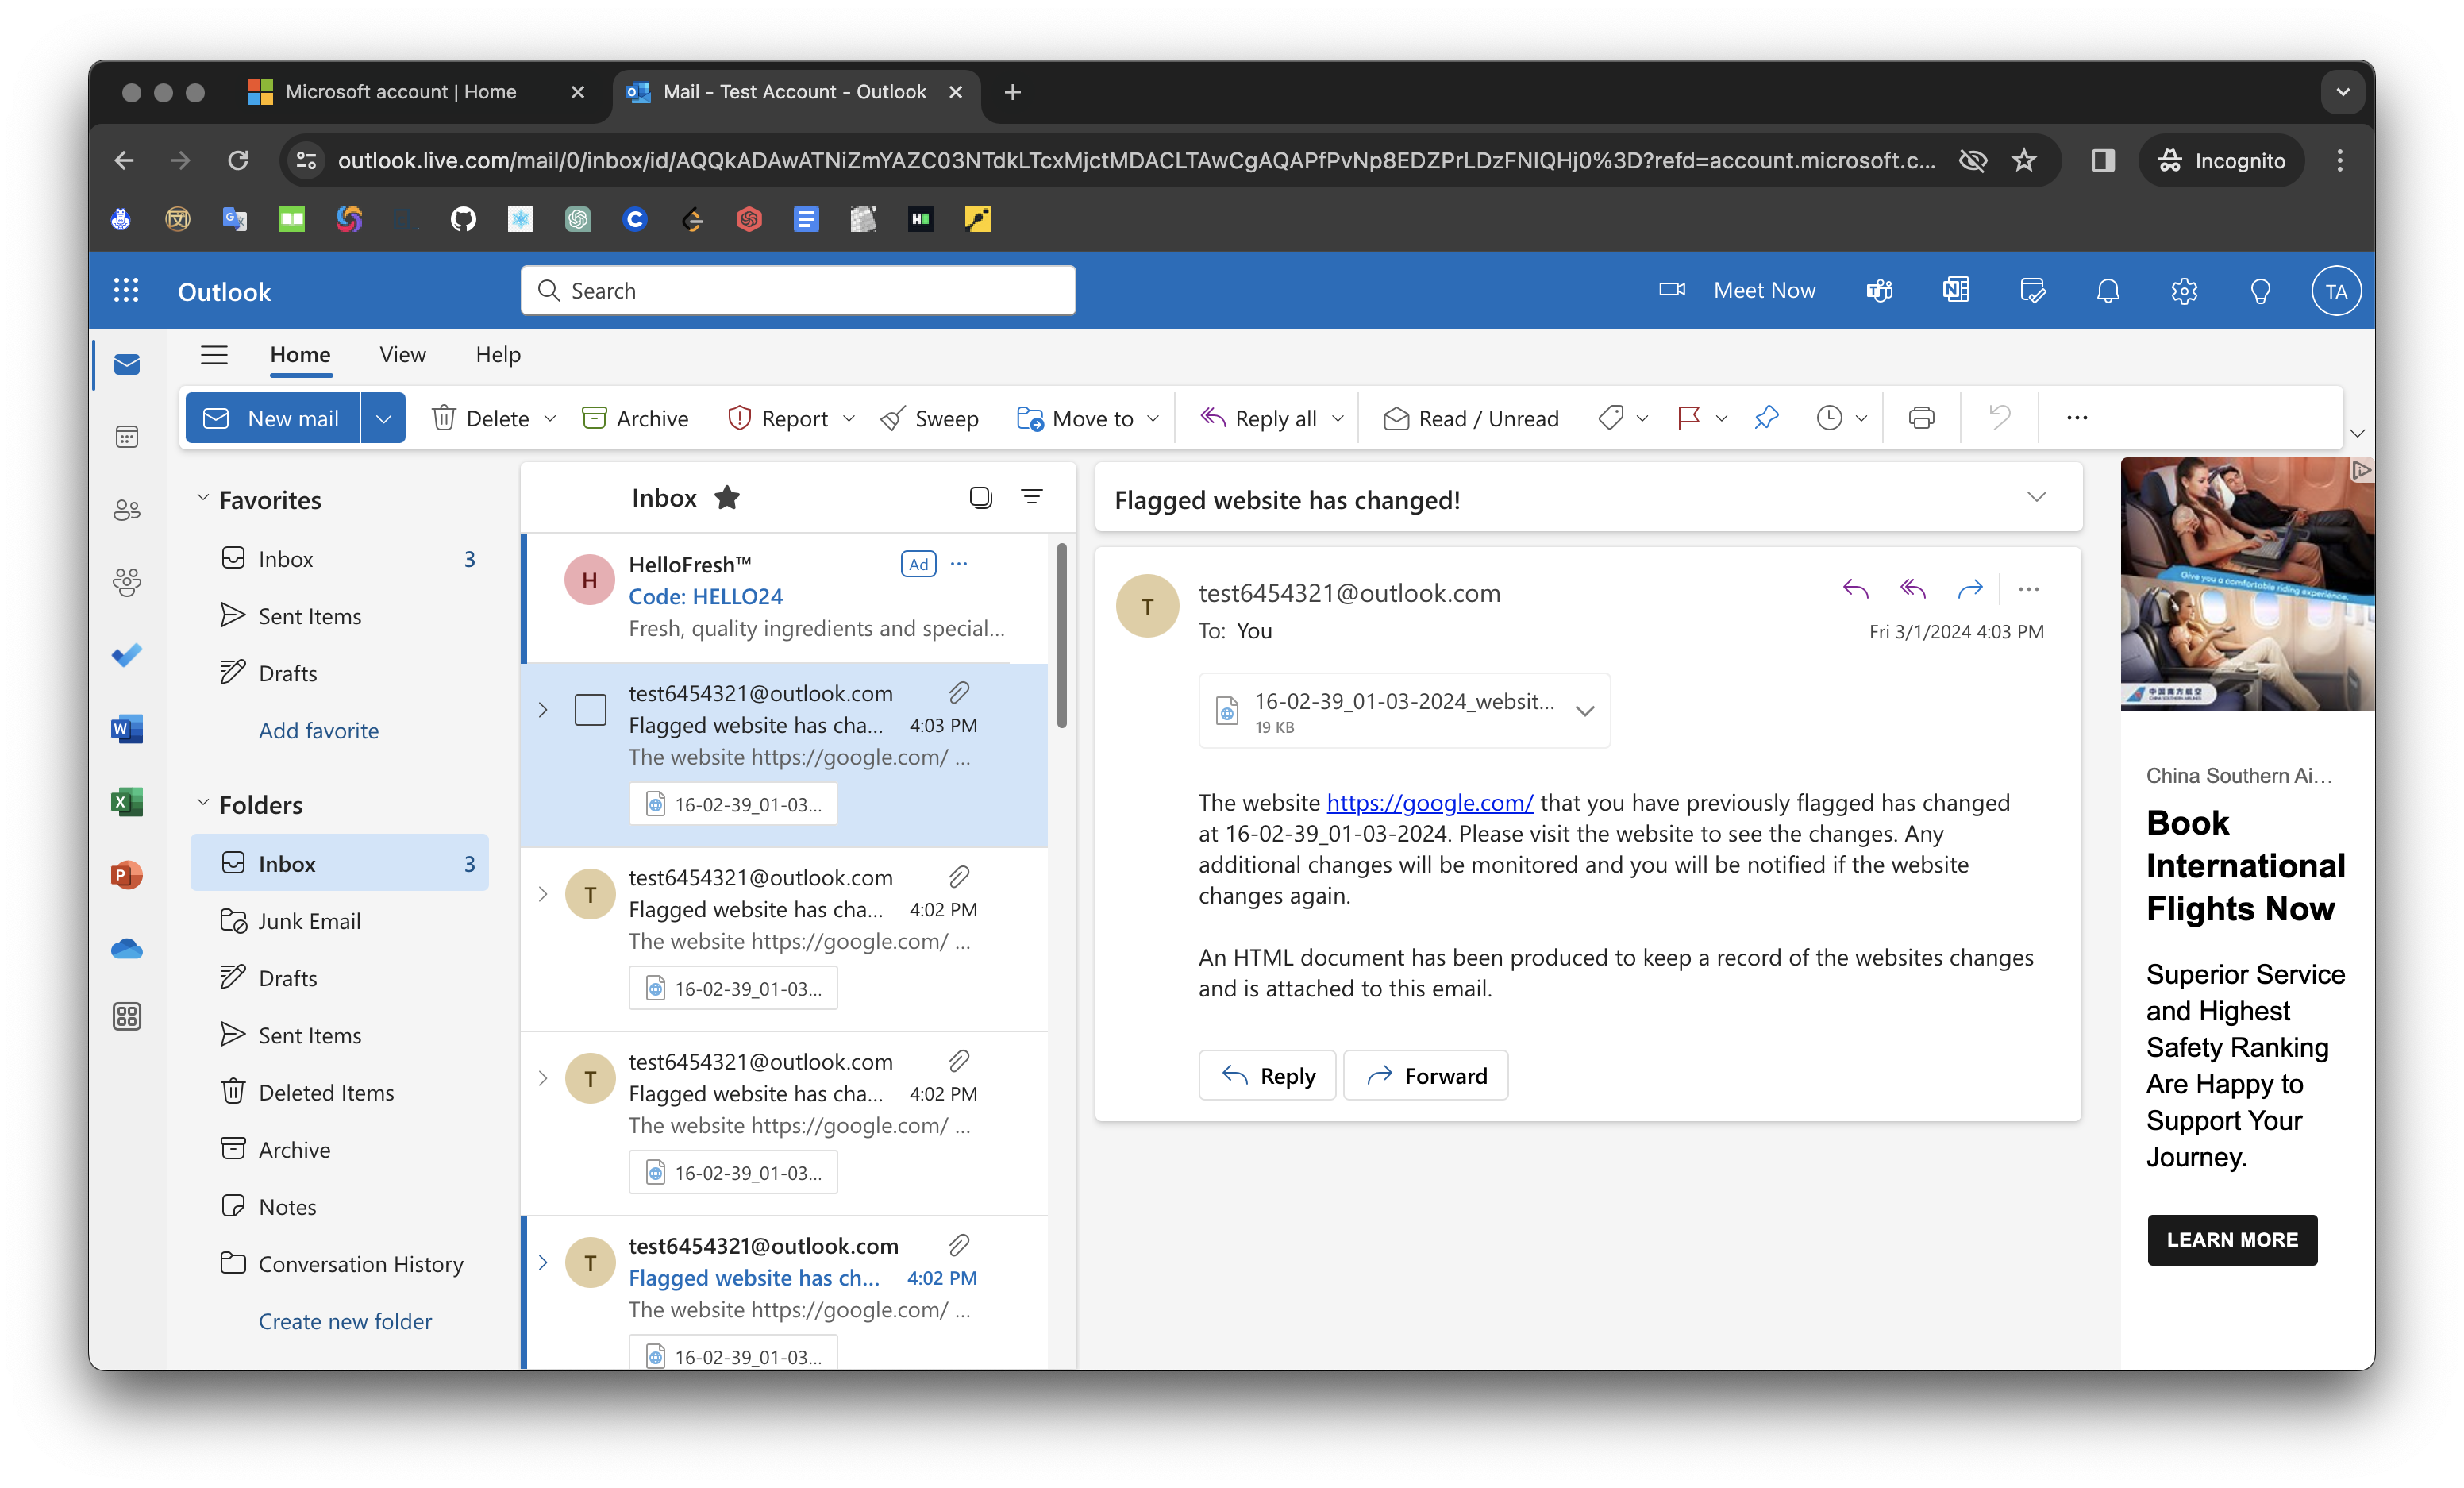 Microsoft account | Home
Mail - Test Account - Outlook
outlook.live.com/mail/0/inbox/id/AQQkADAwATNiZmYAZC03NTdkLTcxMjctMDACLTAwCgAQAPfPvNp8EDZPrLDzFNIQHj0%3D?refd=account.microsoft.c...
Incognito
Outlook
Search
Meet Now
TA
Home View Help
New mail
Delete
Archive
Report
Sweep
Move to
Reply all
Read / Unread
Favorites
Inbox 3
Sent Items
Drafts
Add favorite
Folders
Inbox 3
Junk Email
Drafts
Sent Items
Deleted Items
Archive
Notes
Conversation History
Create new folder
Inbox
H
HelloFresh™ Ad
Code: HELLO24
Fresh, quality ingredients and special...
test6454321@outlook.com
Flagged website has cha... 4:03 PM
The website https://google.com/ ...
16-02-39_01-03...
T
test6454321@outlook.com
Flagged website has cha... 4:02 PM
The website https://google.com/ ...
16-02-39_01-03...
T
test6454321@outlook.com
Flagged website has cha... 4:02 PM
The website https://google.com/ ...
16-02-39_01-03...
T
test6454321@outlook.com
Flagged website has ch... 4:02 PM
The website https://google.com/ ...
16-02-39_01-03...
Flagged website has changed!
T
test6454321@outlook.com
To: You
Fri 3/1/2024 4:03 PM
16-02-39_01-03-2024_websit...
19 KB
The website https://google.com/ that you have previously flagged has changed
at 16-02-39_01-03-2024. Please visit the website to see the changes. Any
additional changes will be monitored and you will be notified if the website
changes again.
An HTML document has been produced to keep a record of the websites changes
and is attached to this email.
Reply
Forward
Give you a comfortable riding experience.
中国南方航空
China Southern Ai...
Book
International
Flights Now
Superior Service
and Highest
Safety Ranking
Are Happy to
Support Your
Journey.
LEARN MORE